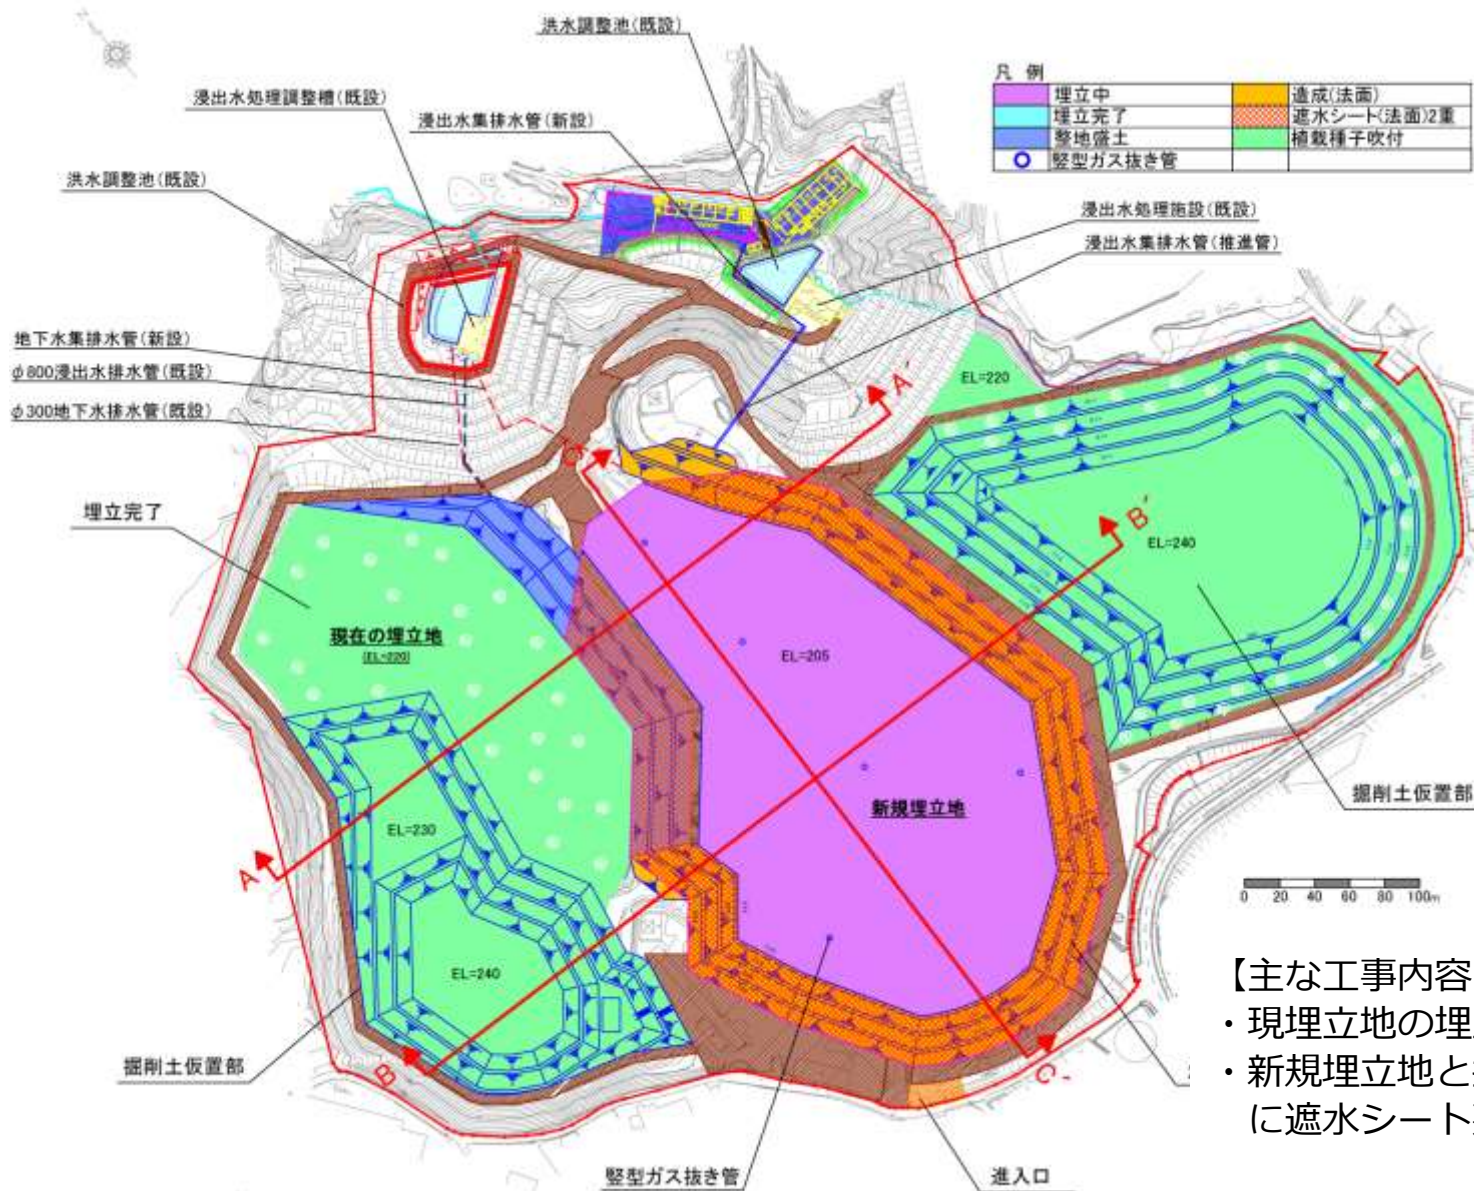 洪水調整池(既設)
浸出水処理調整槽(既設)
浸出水集排水管(新設)
洪水調整池(既設)
凡 例
埋立中
造成(法面)
埋立完了
遮水シート(法面)2重
整地盛土
植栽種子吹付
竪型ガス抜き管
浸出水処理施設(既設)
浸出水集排水管(推進管)
地下水集排水管(新設)
φ800浸出水排水管(既設)
φ300地下水排水管(既設)
A'
EL=220
C
埋立完了
B'
EL=240
現在の埋立地
(EL=220)
EL=205
新規埋立地
掘削土仮置部
EL=230
A
0 20 40 60 80 100m
EL=240
【主な工事内容
・現埋立地の埋
・新規埋立地と
に遮水シート
掘削土仮置部
B
C'
竪型ガス抜き管
進入口